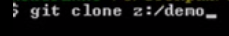 $ git clone z:/demo_